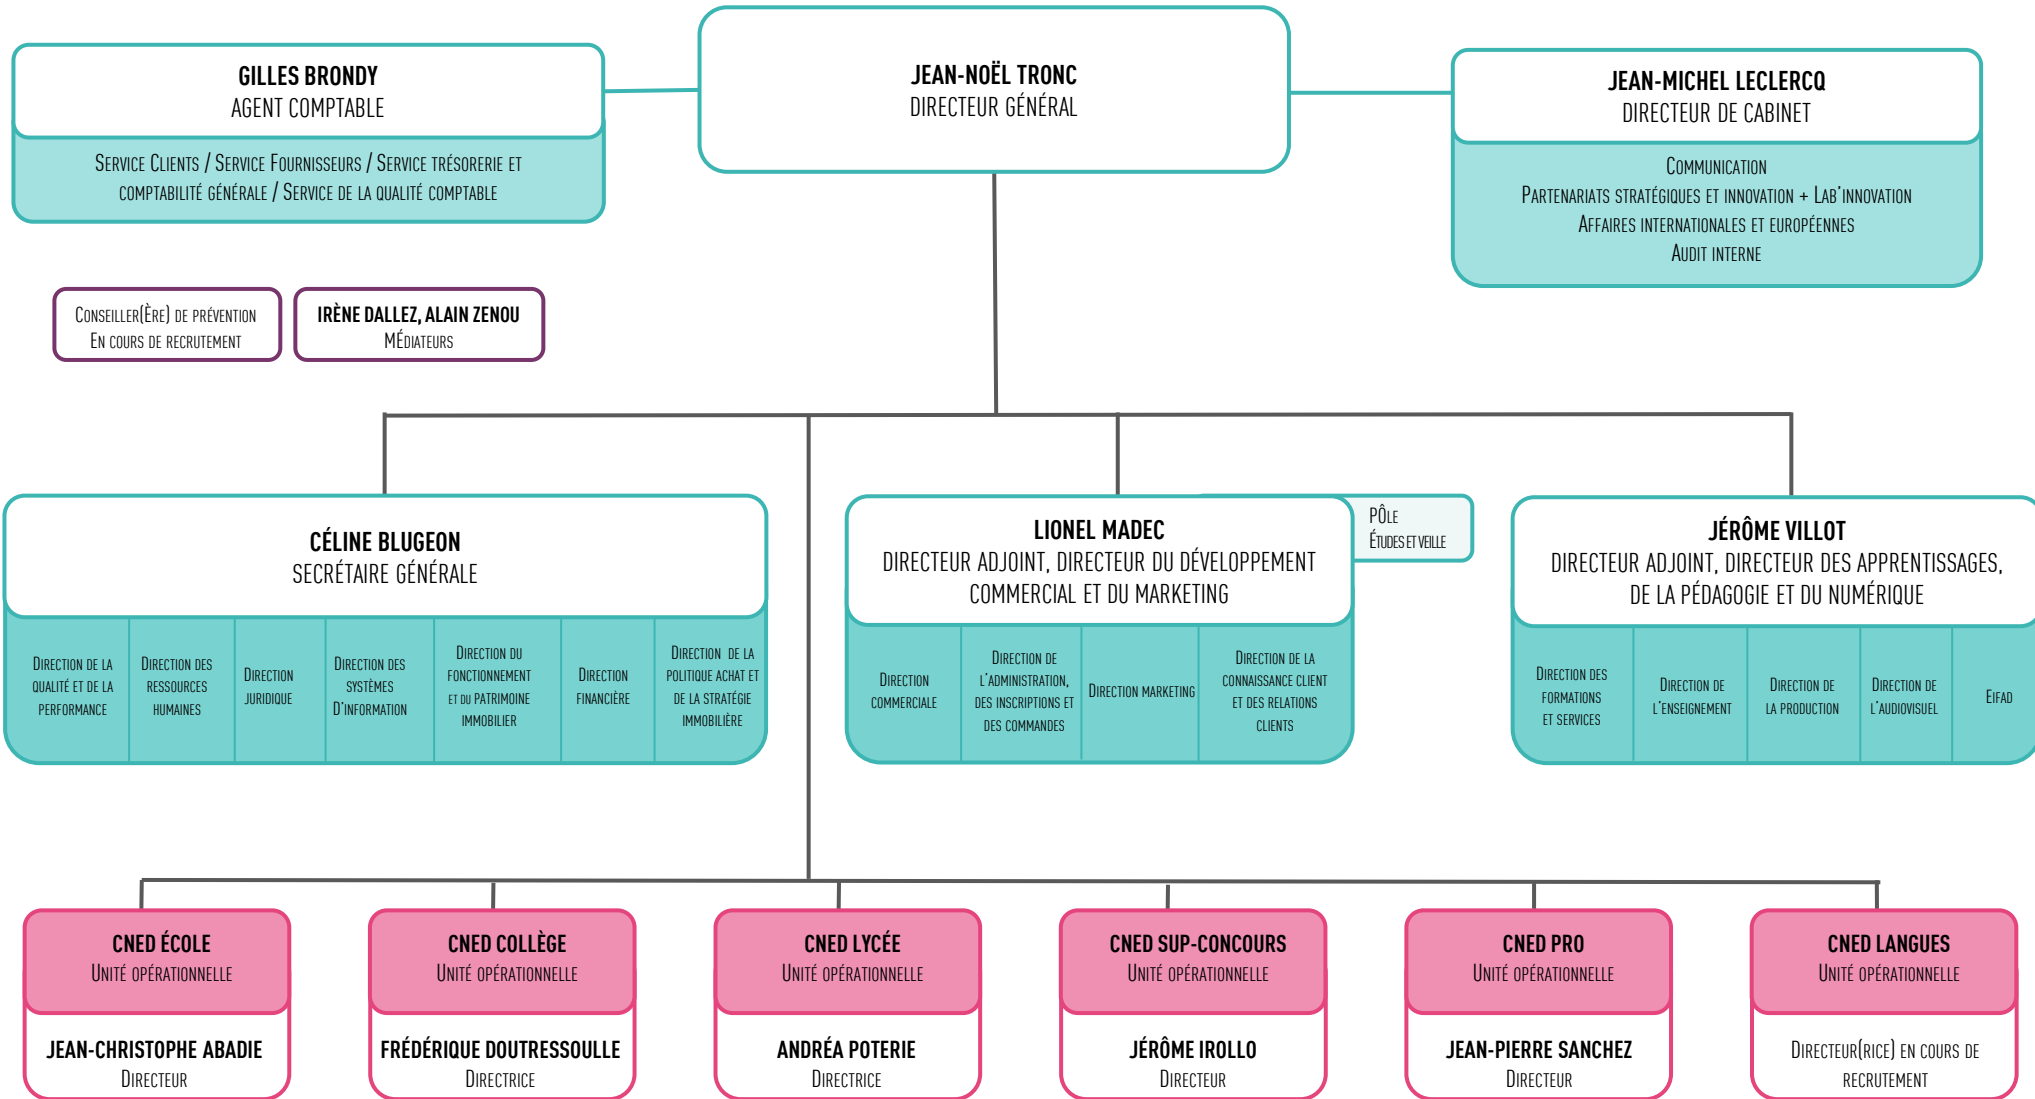 GILLES BRONDY
AGENT COMPTABLE
Service Clients / Service Fournisseurs / Service trésorerie et
comptabilité générale / Service de la qualité comptable
JEAN-NOËL TRONC
DIRECTEUR GÉNÉRAL
JEAN-MICHEL LECLERCQ
DIRECTEUR DE CABINET
Communication
Partenariats stratégiques et innovation + Lab'innovation
Affaires internationales et européennes
Audit interne
Conseiller(Ère) de prévention
En cours de recrutement
IRÈNE DALLEZ, ALAIN ZENOU
MÉdiateurs
CÉLINE BLUGEON
SECRÉTAIRE GÉNÉRALE
Direction de la
qualité et de la
performance
Direction des
ressources
humaines
Direction
juridique
Direction des
systèmes
D'information
Direction du
fonctionnement
et du patrimoine
immobilier
Direction
financière
Direction de la
politique achat et
de la stratégie
immobilière
LIONEL MADEC
DIRECTEUR ADJOINT, DIRECTEUR DU DÉVELOPPEMENT
COMMERCIAL ET DU MARKETING
PÔle
Études et veille
Direction
commerciale
Direction de
l'administration,
des inscriptions et
des commandes
Direction marketing
Direction de la
connaissance client
et des relations
clients
JÉRÔME VILLOT
DIRECTEUR ADJOINT, DIRECTEUR DES APPRENTISSAGES,
DE LA PÉDAGOGIE ET DU NUMÉRIQUE
Direction des
formations
et services
Direction de
l'enseignement
Direction de
la production
Direction de
l'audiovisuel
Eifad
CNED ÉCOLE
Unité opérationnelle
JEAN-CHRISTOPHE ABADIE
Directeur
CNED COLLÈGE
Unité opérationnelle
FRÉDÉRIQUE DOUTRESSOULLE
Directrice
CNED LYCÉE
Unité opérationnelle
ANDRÉA POTERIE
Directrice
CNED SUP-CONCOURS
Unité opérationnelle
JÉRÔME IROLLO
Directeur
CNED PRO
Unité opérationnelle
JEAN-PIERRE SANCHEZ
Directeur
CNED LANGUES
Unité opérationnelle
Directeur(rice) en cours de
recrutement